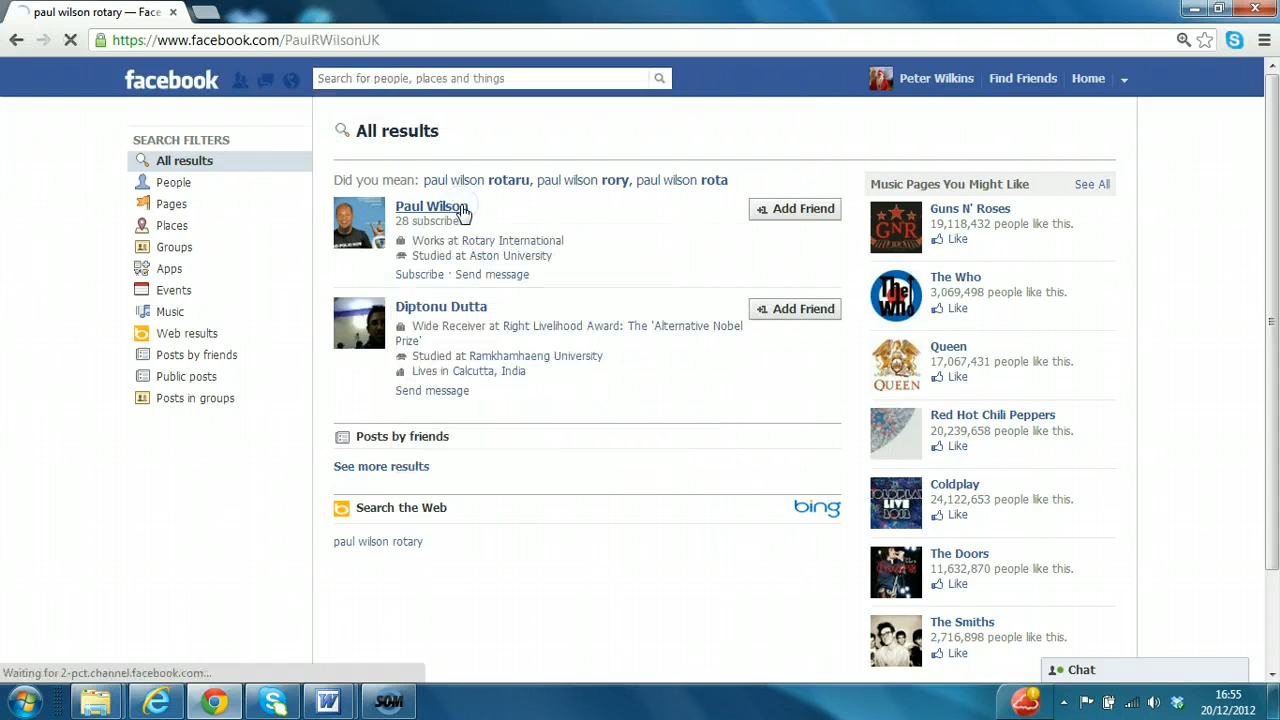 paul wilson rotary — Face
https://www.facebook.com/PaulRWilsonUK
facebook
Search for people, places and things
Peter Wilkins
Find Friends
Home
SEARCH FILTERS
All results
People
Pages
Places
Groups
Apps
Events
Music
Web results
Posts by friends
Public posts
Posts in groups
All results
Did you mean: paul wilson rotaru, paul wilson rory, paul wilson rota
Paul Wilson
+1 Add Friend
28 subscribe
Works at Rotary International
Studied at Aston University
Subscribe · Send message
Diptonu Dutta
+1 Add Friend
Wide Receiver at Right Livelihood Award: The 'Alternative Nobel
Prize'
Studied at Ramkhamhaeng University
Lives in Calcutta, India
Send message
Posts by friends
See more results
Search the Web
bing
paul wilson rotary
Music Pages You Might Like
See All
GNR
Guns N' Roses
19,118,432 people like this.
Like
The Who
The Who
3,069,498 people like this.
Like
QUEEN
Queen
17,067,431 people like this.
Like
Red Hot Chili Peppers
20,239,658 people like this.
Like
LIVE
Coldplay
24,122,653 people like this.
Like
The Doors
11,632,870 people like this.
Like
The Smiths
2,716,898 people like this.
Like
Chat
Waiting for 2-pct.channel.facebook.com...
SOM
16:55
20/12/2012